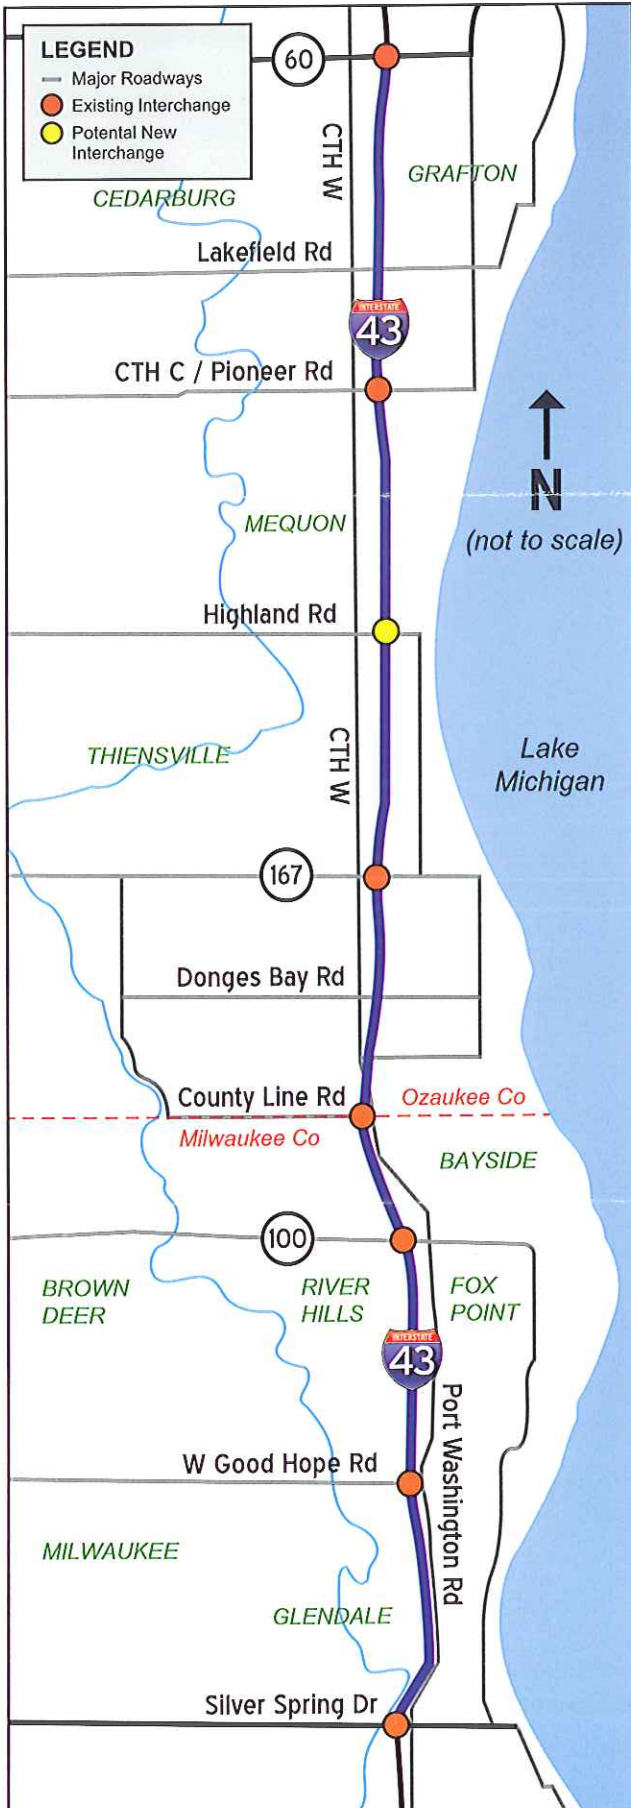 LEGEND
Major Roadways
Existing Interchange
Potental New
Interchange
60
CTH W
GRAFTON
CEDARBURG
Lakefield Rd
INTERSTATE
43
CTH C / Pioneer Rd
N
(not to scale)
MEQUON
Highland Rd
CTH W
THIENSVILLE
Lake
Michigan
167
Donges Bay Rd
County Line Rd
Ozaukee Co
Milwaukee Co
BAYSIDE
100
BROWN
DEER
RIVER
HILLS
FOX
POINT
INTERSTATE
43
Port Washington Rd
W Good Hope Rd
MILWAUKEE
GLENDALE
Silver Spring Dr